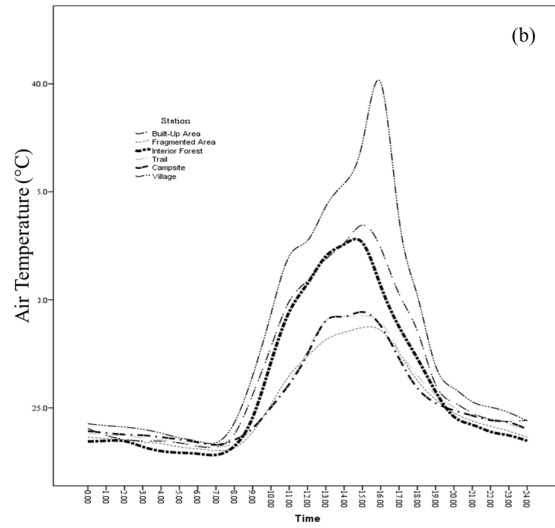 (b)
40.0
Station
Built-Up Area
Fragmented Area
Interior Forest
Trail
Campsite
Village
5.0
Air Temperature (°C)
3.0
25.0
0.00
1.00
2.00
3.00
4.00
5.00
6.00
7.00
8.00
9.00
10.00
11.00
12.00
13.00
14.00
15.00
16.00
17.00
18.00
19.00
20.00
21.00
22.00
23.00
24.00
Time